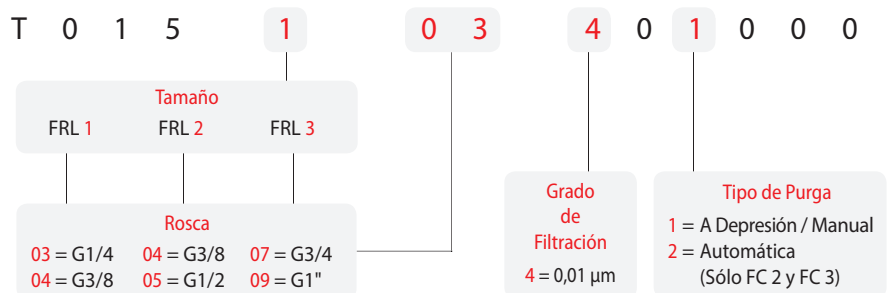 T 0 1 5 1 0 3 4 0 1 0 0 0
Tamaño
FRL 1 FRL 2 FRL 3
Rosca
03 = G1/4 04 = G3/8 07 = G3/4
04 = G3/8 05 = G1/2 09 = G1"
Grado
de
Filtración
4 = 0,01 µm
Tipo de Purga
1 = A Depresión / Manual
2 = Automática
(Sólo FC 2 y FC 3)